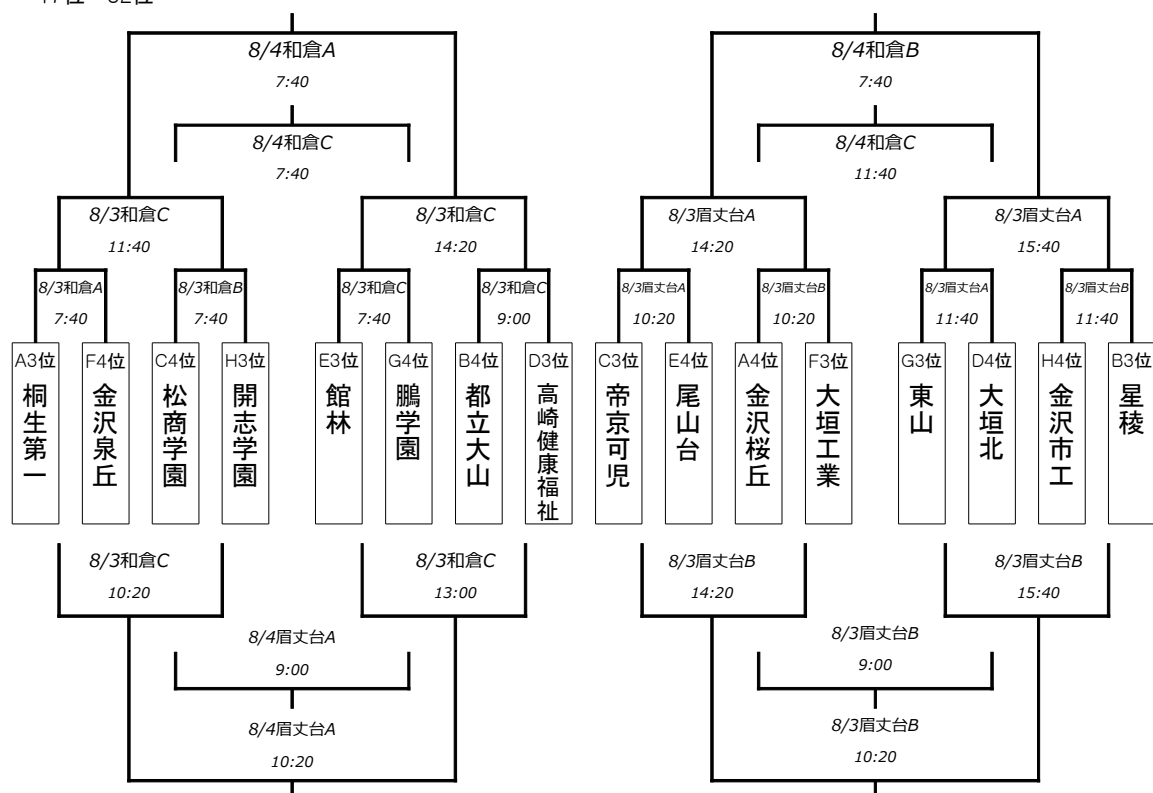 8/4和倉A
7:40
8/4和倉B
7:40
8/4和倉C
7:40
8/4和倉C
11:40
8/3和倉C
11:40
8/3和倉C
14:20
8/3眉丈台A
14:20
8/3眉丈台A
15:40
8/3和倉A
7:40
8/3和倉B
7:40
8/3和倉C
7:40
8/3和倉C
9:00
8/3眉丈台A
10:20
8/3眉丈台B
10:20
8/3眉丈台A
11:40
8/3眉丈台B
11:40
A3位
桐生第一
F4位
金沢泉丘
C4位
松商学園
H3位
開志学園
E3位
館林
G4位
鵬学園
B4位
都立大山
D3位
高崎健康福祉
C3位
帝京可児
E4位
尾山台
A4位
金沢桜丘
F3位
大垣工業
G3位
東山
D4位
大垣北
H4位
金沢市工
B3位
星稜
8/3和倉C
10:20
8/3和倉C
13:00
8/3眉丈台B
14:20
8/3眉丈台B
15:40
8/4眉丈台A
9:00
8/3眉丈台B
9:00
8/4眉丈台A
10:20
8/3眉丈台B
10:20